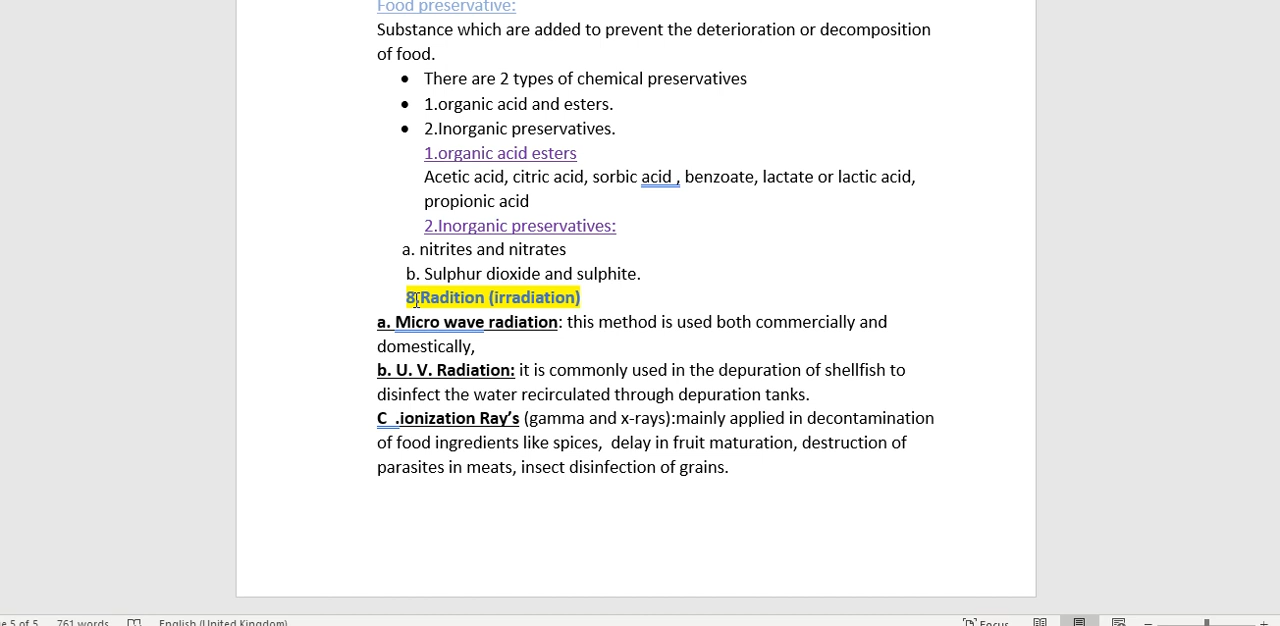 Food preservative:
Substance which are added to prevent the deterioration or decomposition
of food.
• There are 2 types of chemical preservatives
• 1.organic acid and esters.
• 2.Inorganic preservatives.
1.organic acid esters
Acetic acid, citric acid, sorbic acid , benzoate, lactate or lactic acid,
propionic acid
2.Inorganic preservatives:
a. nitrites and nitrates
b. Sulphur dioxide and sulphite.
8.Radition (irradiation)
a. Micro wave radiation: this method is used both commercially and
domestically,
b. U. V. Radiation: it is commonly used in the depuration of shellfish to
disinfect the water recirculated through depuration tanks.
C .ionization Ray's (gamma and x-rays):mainly applied in decontamination
of food ingredients like spices, delay in fruit maturation, destruction of
parasites in meats, insect disinfection of grains.
e 5 of 5 761 words English (United Kingdom) Focus